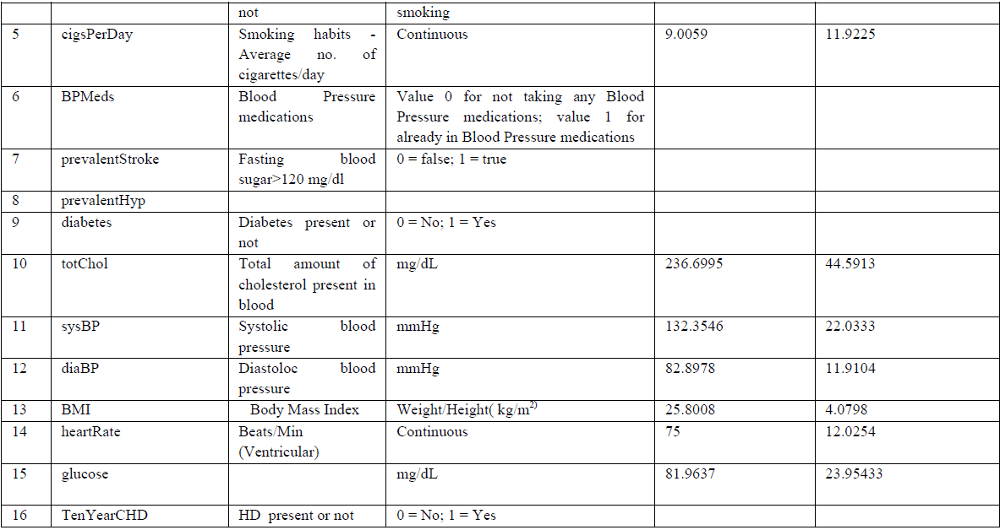 not smoking
5 cigsPerDay Smoking habits - Continuous 9.0059 11.9225
Average no. of
cigarettes/day
6 BPMeds Blood Pressure Value 0 for not taking any Blood
medications Pressure medications; value 1 for
already in Blood Pressure medications
7 prevalentStroke Fasting blood 0 = false; 1 = true
sugar>120 mg/dl
8 prevalentHyp
9 diabetes Diabetes present or 0 = No; 1 = Yes
not
10 totChol Total amount of mg/dL 236.6995 44.5913
cholesterol present in
blood
11 sysBP Systolic blood mmHg 132.3546 22.0333
pressure
12 diaBP Diastoloc blood mmHg 82.8978 11.9104
pressure
13 BMI Body Mass Index Weight/Height( kg/m2) 25.8008 4.0798
14 heartRate Beats/Min Continuous 75 12.0254
(Ventricular)
15 glucose mg/dL 81.9637 23.95433
16 TenYearCHD HD present or not 0 = No; 1 = Yes